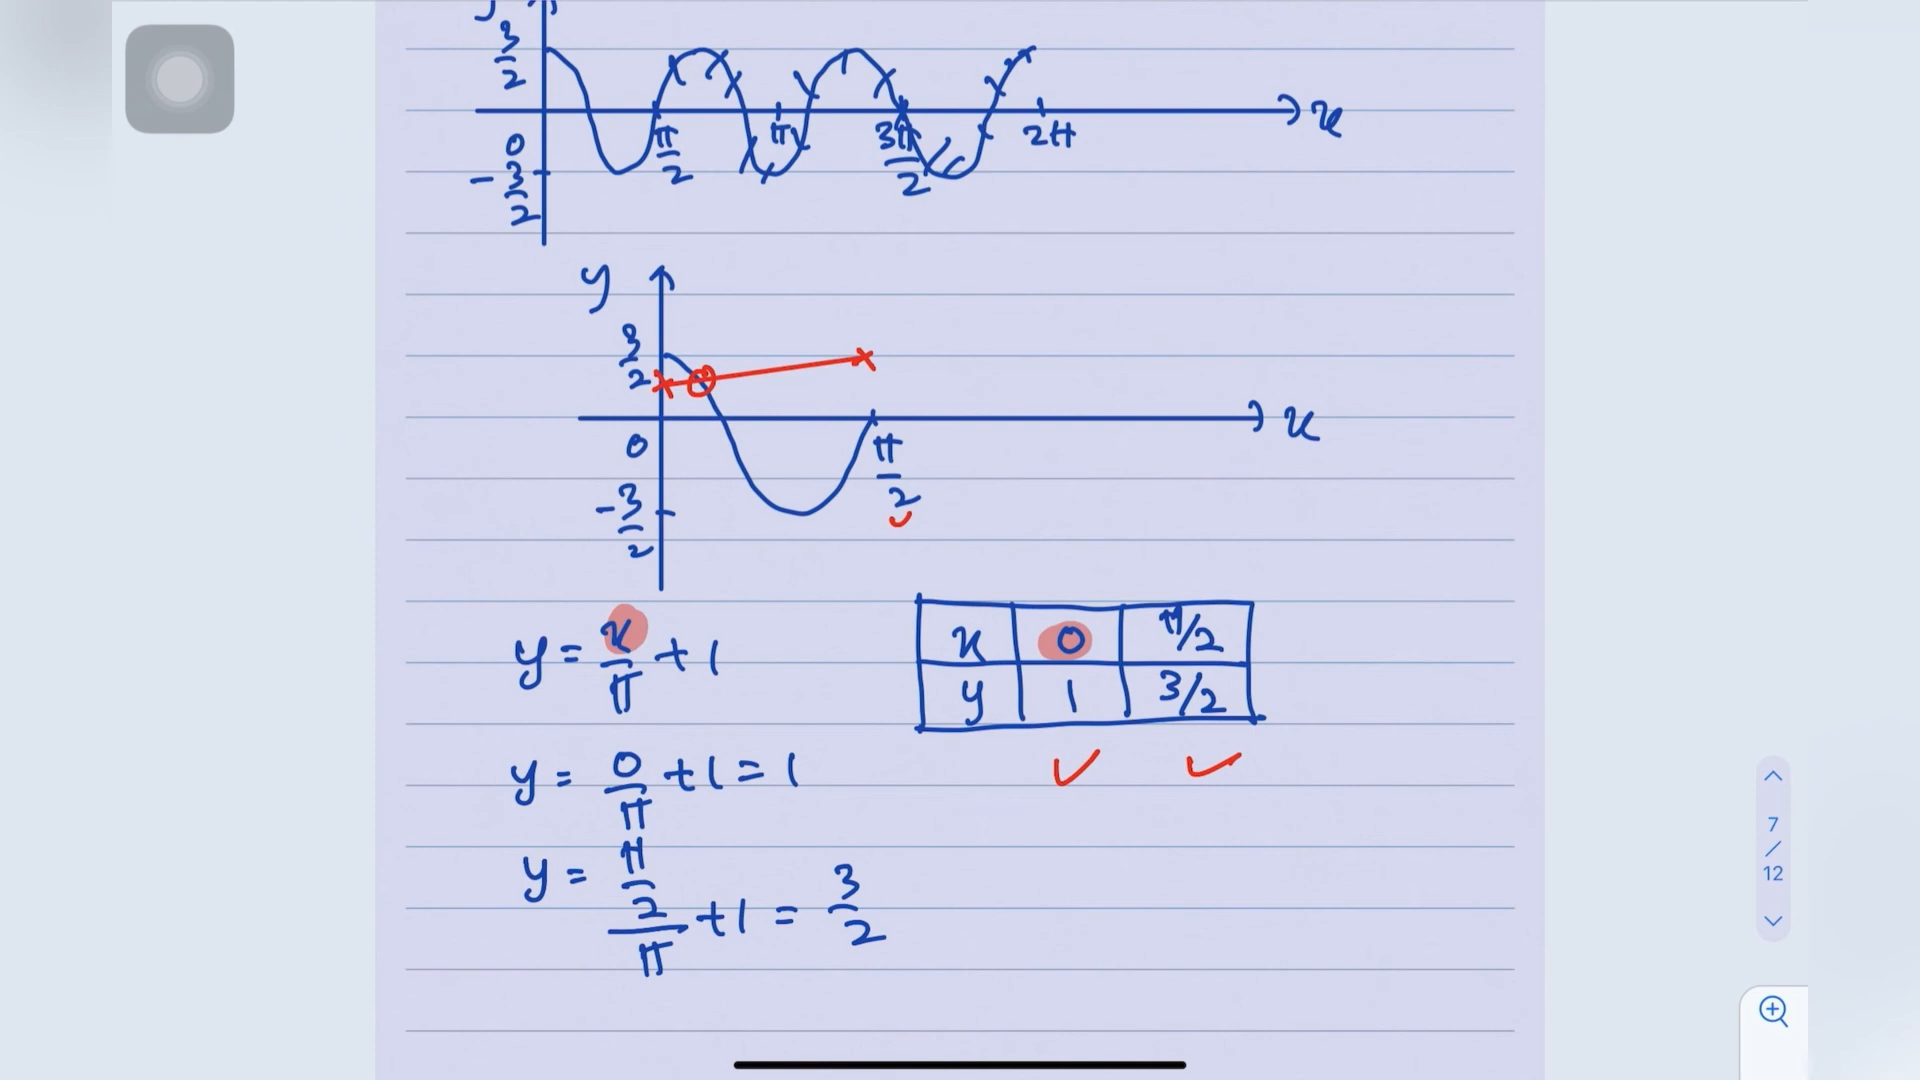 y
3/2
0
-3/2
π/2
π
3π/2
2π
x
y
3/2
0
-3/2
π/2
x
y = x/π + 1
x 0 π/2
y 1 3/2
y = 0/π + 1 = 1
y = π/2/π + 1 = 3/2
7
/
12